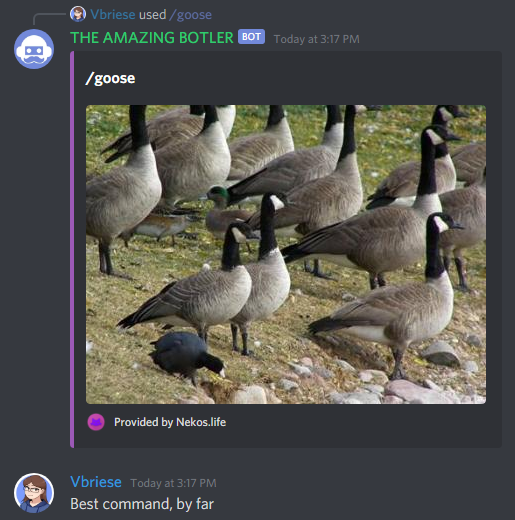 Vbriese used /goose
THE AMAZING BOTLER BOT Today at 3:17 PM
/goose
Provided by Nekos.life
Vbriese Today at 3:17 PM
Best command, by far